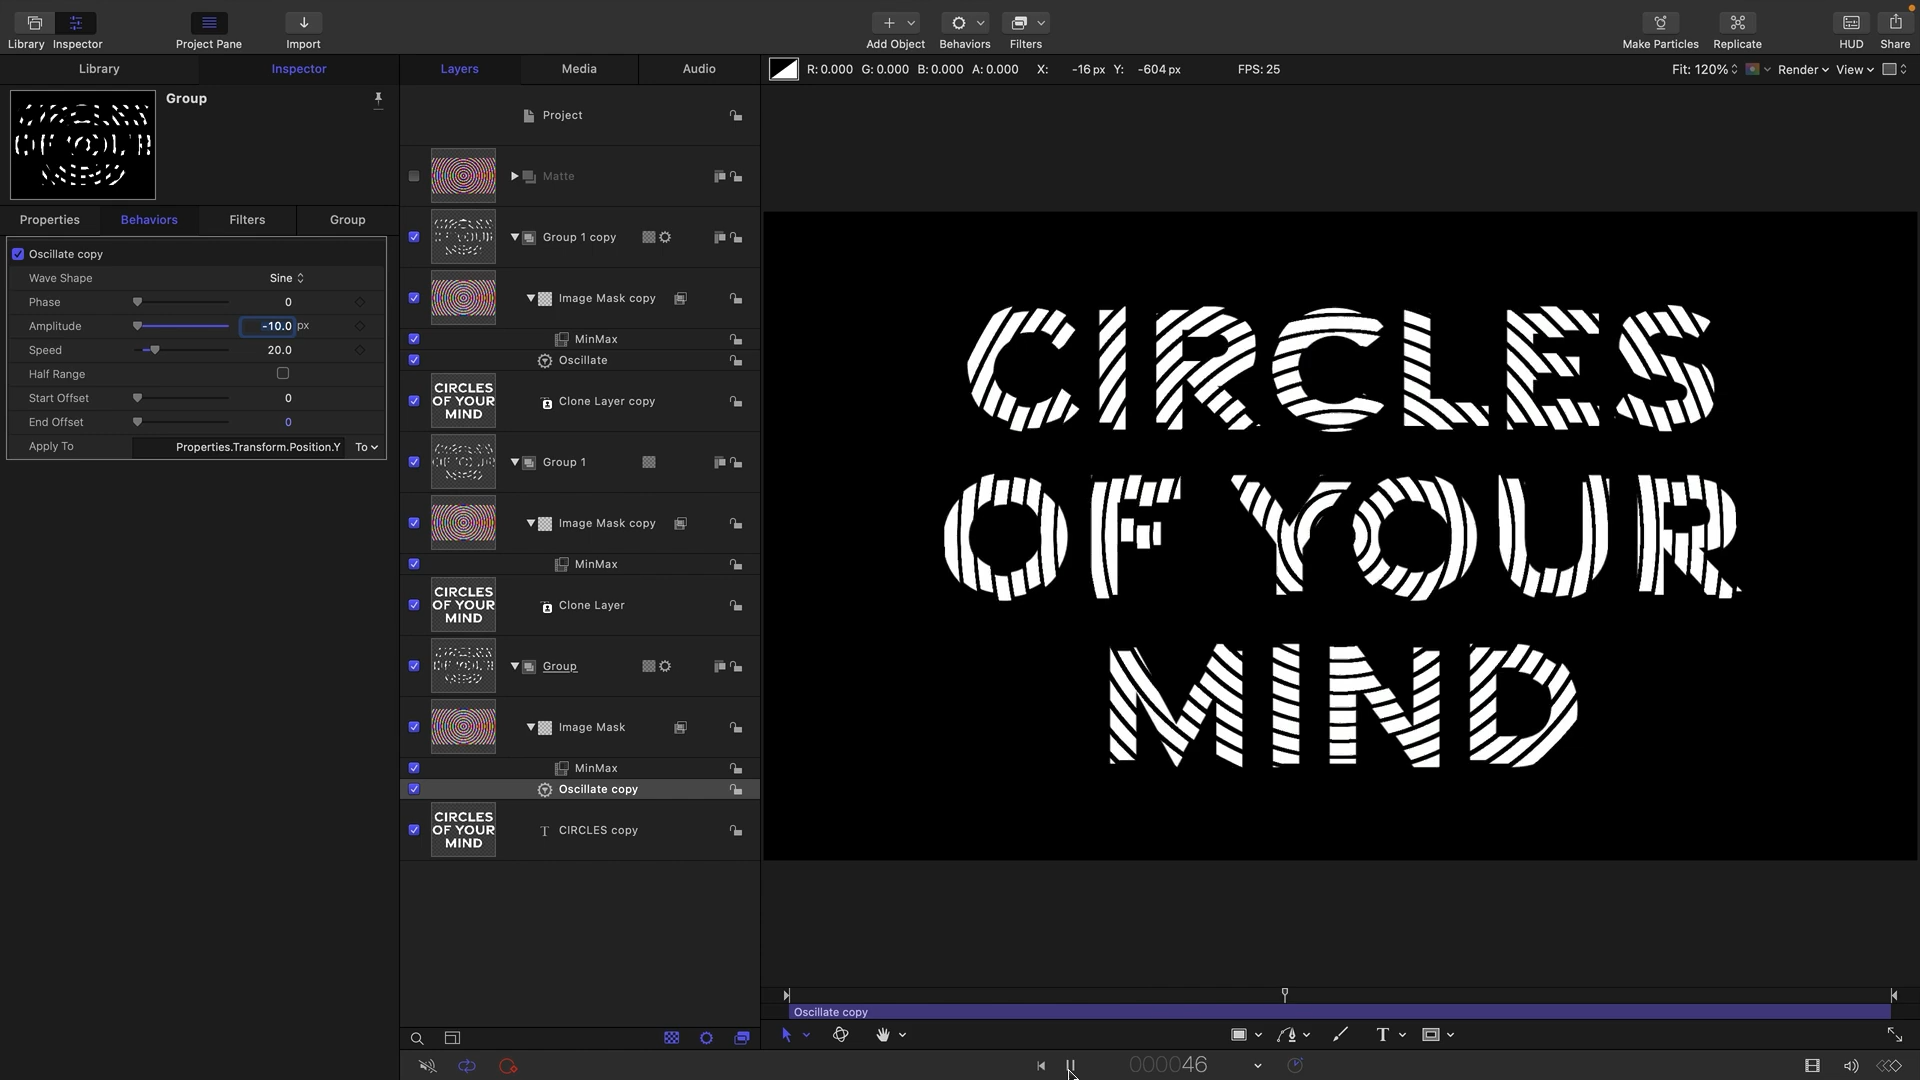 Library Inspector
Project Pane
Import
Add Object
Behaviors
Filters
Make Particles
Replicate
HUD
Share
Library
Inspector
Layers
Media
Audio
R: 0.000 G: 0.000 B: 0.000 A: 0.000 X: -16 px Y: -604 px FPS: 25
Fit: 120%
Render
View
Group
Properties
Behaviors
Filters
Group
Oscillate copy
Wave Shape Sine
Phase 0
Amplitude -10.0 px
Speed 20.0
Half Range
Start Offset 0
End Offset 0
Apply To Properties.Transform.Position.Y To
Project
Matte
Group 1 copy
Image Mask copy
MinMax
Oscillate
CIRCLES
OF YOUR
MIND
Clone Layer copy
Group 1
Image Mask copy
MinMax
CIRCLES
OF YOUR
MIND
Clone Layer
Group
Image Mask
MinMax
Oscillate copy
CIRCLES
OF YOUR
MIND
T CIRCLES copy
CIRCLES
OF YOUR
MIND
Oscillate copy
T
000046